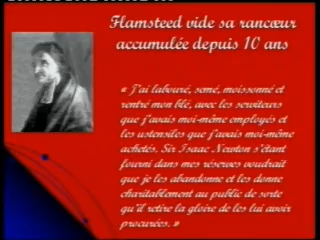 Flamsteed vide sa rancœur
accumulée depuis 10 ans
« J'ai labouré, semé, moissonné et
rentré mon blé, avec les serviteurs
que j'avais moi-même employés et
les ustensiles que j'avais moi-même
achetés. Sir Isaac Newton s'étant
fourni dans mes réserves voudrait
que je les abandonne et les donne
charitablement au public de sorte
qu'il retire la gloire de les lui avoir
procurées. »